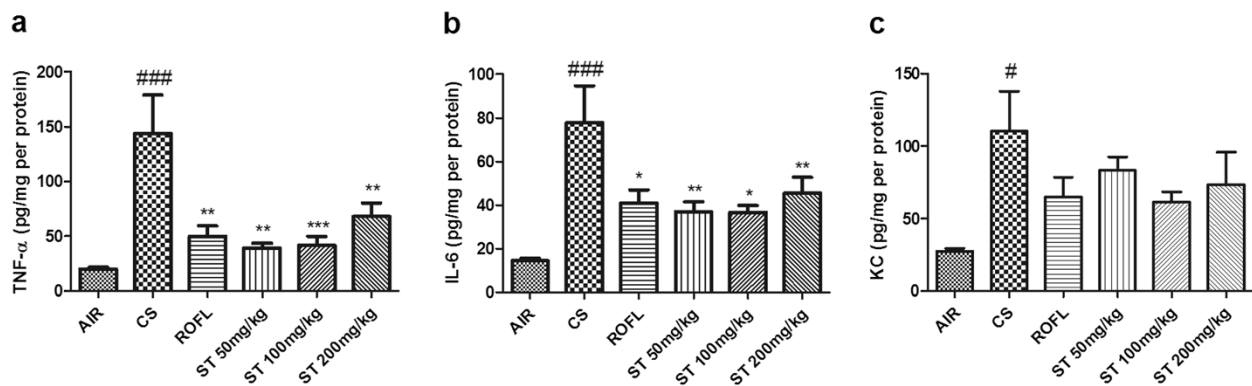 a
TNF-α (pg/mg per protein)
200
150
100
50
0
###
**
**
***
**
AIR
CS
ROFL
ST 50mg/kg
ST 100mg/kg
ST 200mg/kg
b
IL-6 (pg/mg per protein)
100
80
60
40
20
0
###
*
**
*
**
AIR
CS
ROFL
ST 50mg/kg
ST 100mg/kg
ST 200mg/kg
c
KC (pg/mg per protein)
150
100
50
0
#
AIR
CS
ROFL
ST 50mg/kg
ST 100mg/kg
ST 200mg/kg